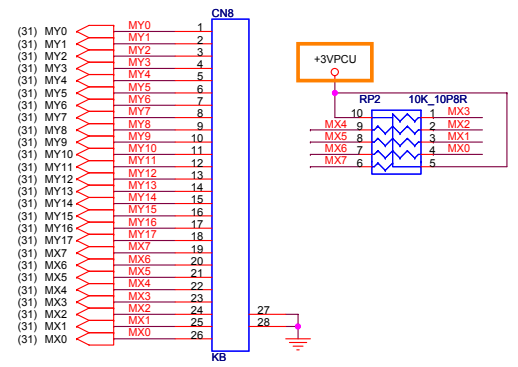 CN8
(31) MY0 MY0 1
(31) MY1 MY1 2
(31) MY2 MY2 3
(31) MY3 MY3 4
(31) MY4 MY4 5
(31) MY5 MY5 6
(31) MY6 MY6 7
(31) MY7 MY7 8
(31) MY8 MY8 9
(31) MY9 MY9 10
(31) MY10 MY10 11
(31) MY11 MY11 12
(31) MY12 MY12 13
(31) MY13 MY13 14
(31) MY14 MY14 15
(31) MY15 MY15 16
(31) MY16 MY16 17
(31) MY17 MY17 18
(31) MX7 MX7 19
(31) MX6 MX6 20
(31) MX5 MX5 21
(31) MX4 MX4 22
(31) MX3 MX3 23
(31) MX2 MX2 24
(31) MX1 MX1 25
(31) MX0 MX0 26
27
28
KB
+3VPCU
RP2 10K_10P8R
10 1 MX3
MX4 9 2 MX2
MX5 8 3 MX1
MX6 7 4 MX0
MX7 6 5